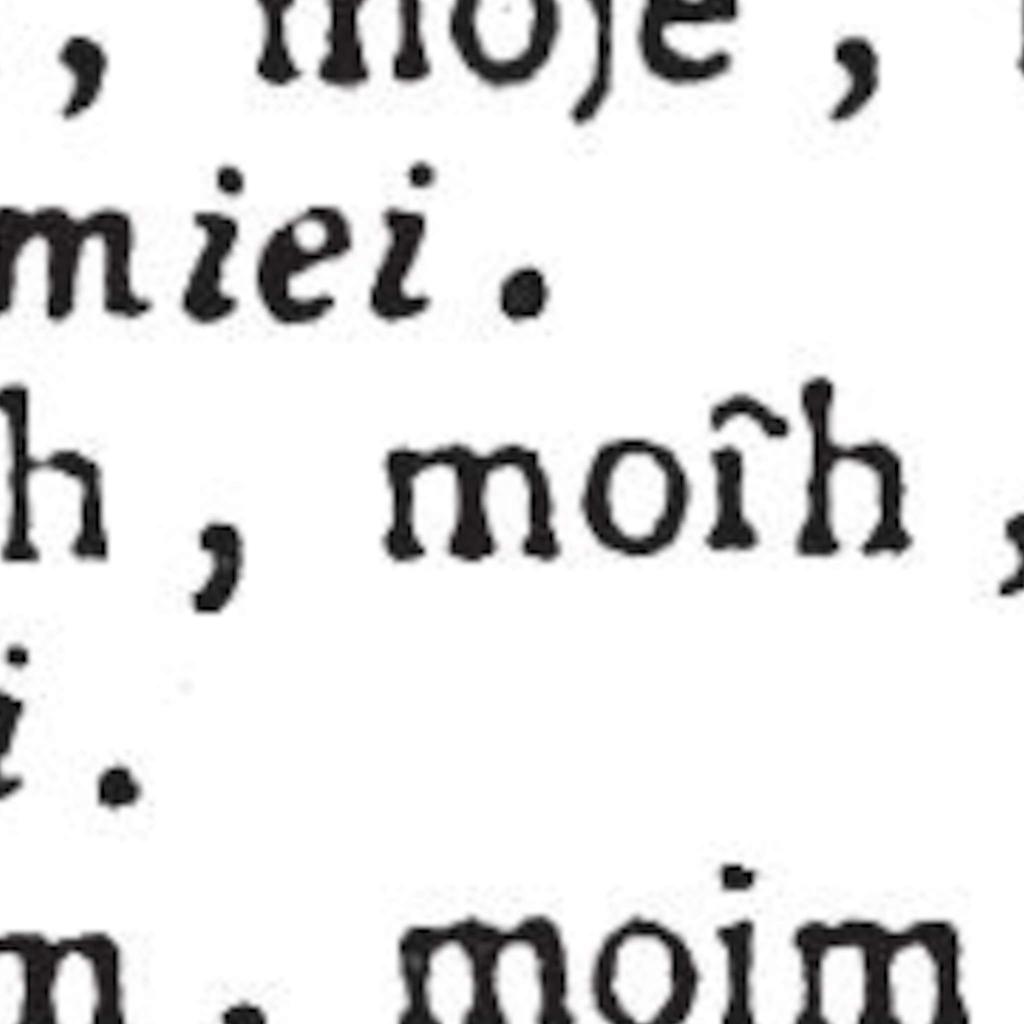 , moje ,
miei .
h , moîh ,
i .
m , moim